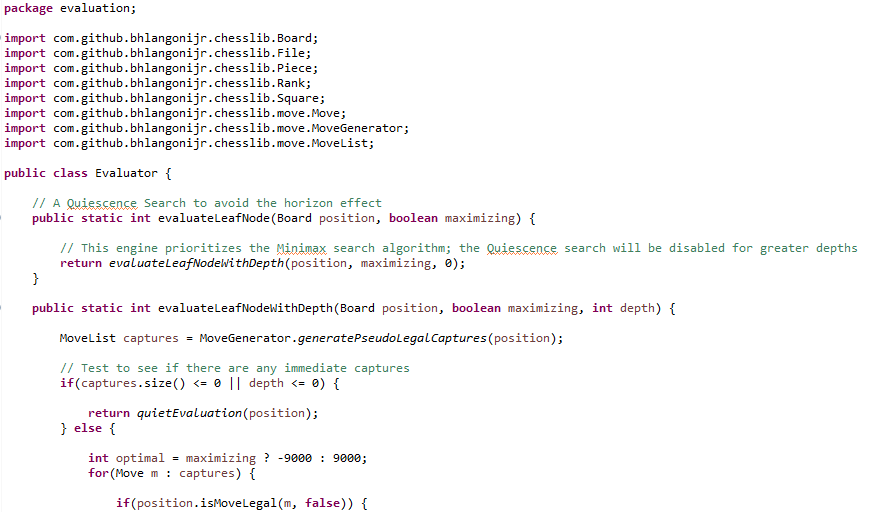 package evaluation;
import com.github.bhlangonijr.chesslib.Board;
import com.github.bhlangonijr.chesslib.File;
import com.github.bhlangonijr.chesslib.Piece;
import com.github.bhlangonijr.chesslib.Rank;
import com.github.bhlangonijr.chesslib.Square;
import com.github.bhlangonijr.chesslib.move.Move;
import com.github.bhlangonijr.chesslib.move.MoveGenerator;
import com.github.bhlangonijr.chesslib.move.MoveList;
public class Evaluator {
// A Quiescence Search to avoid the horizon effect
public static int evaluateLeafNode(Board position, boolean maximizing) {
// This engine prioritizes the Minimax search algorithm; the Quiescence search will be disabled for greater depths
return evaluateLeafNodeWithDepth(position, maximizing, 0);
}
public static int evaluateLeafNodeWithDepth(Board position, boolean maximizing, int depth) {
MoveList captures = MoveGenerator.generatePseudoLegalCaptures(position);
// Test to see if there are any immediate captures
if(captures.size() <= 0 || depth <= 0) {
return quietEvaluation(position);
} else {
int optimal = maximizing ? -9000 : 9000;
for(Move m : captures) {
if(position.isMoveLegal(m, false)) {